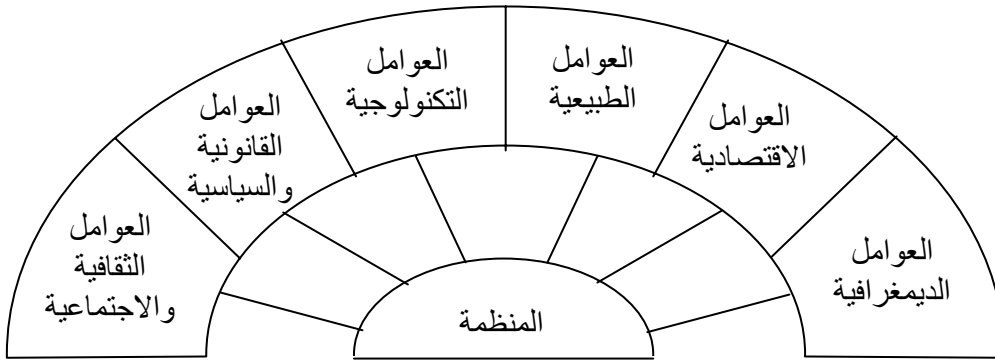 العوامل
الديمغرافية
العوامل
الاقتصادية
العوامل
الطبيعية
العوامل
التكنولوجية
العوامل
القانونية
والسياسية
العوامل
الثقافية
والاجتماعية
المنظمة